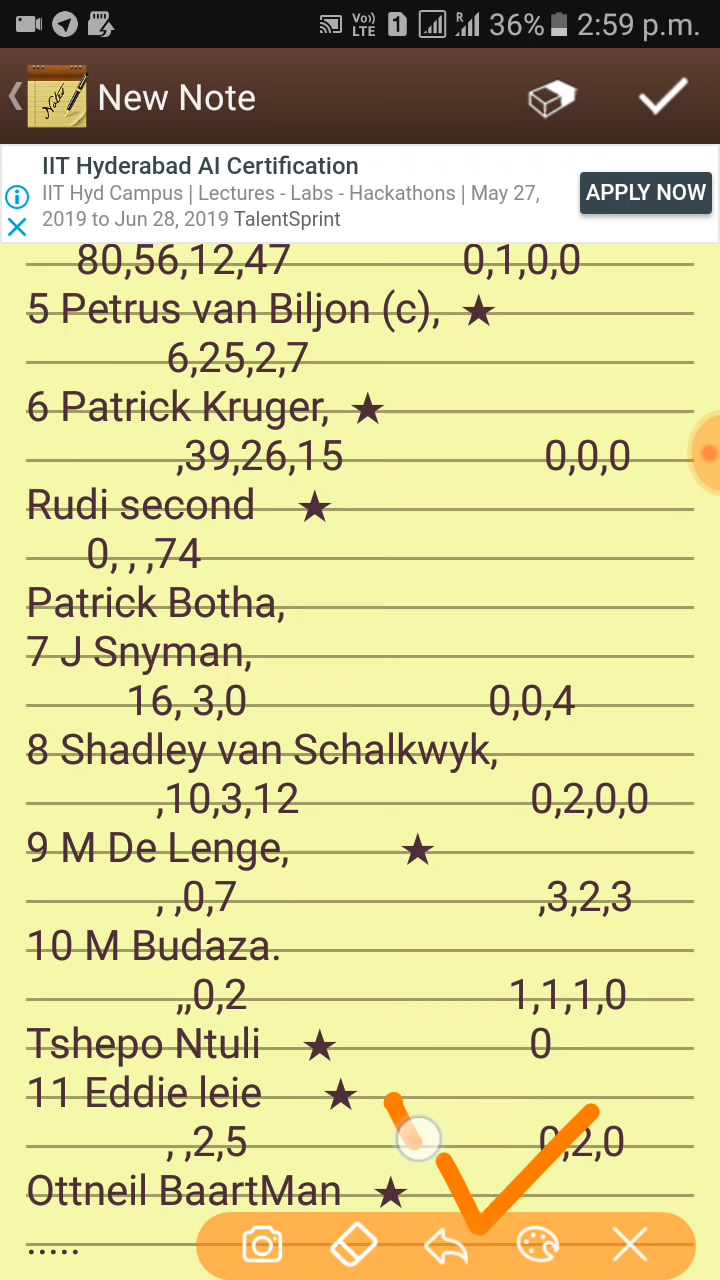 Vo)) LTE 1 R 36% 2:59 p.m.
Notes New Note
IIT Hyderabad AI Certification
IIT Hyd Campus | Lectures - Labs - Hackathons | May 27,
2019 to Jun 28, 2019 TalentSprint
APPLY NOW
80,56,12,47 0,1,0,0
5 Petrus van Biljon (c), ★
6,25,2,7
6 Patrick Kruger, ★
,39,26,15 0,0,0
Rudi second ★
0, , ,74
Patrick Botha,
7 J Snyman,
16, 3,0 0,0,4
8 Shadley van Schalkwyk,
,10,3,12 0,2,0,0
9 M De Lenge, ★
, ,0,7 ,3,2,3
10 M Budaza.
,,0,2 1,1,1,0
Tshepo Ntuli ★ 0
11 Eddie leie ★
, ,2,5 0,2,0
Ottneil BaartMan ★
.....